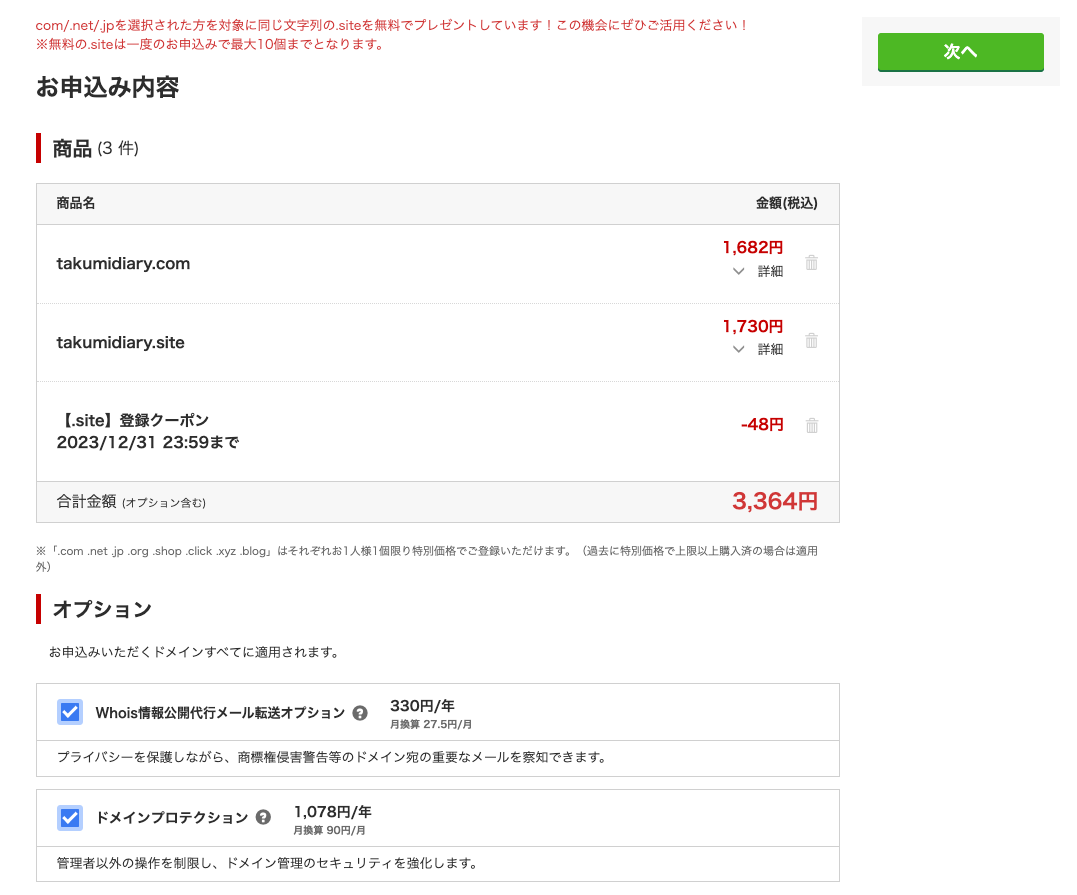 com/.net/.jpを選択された方を対象に同じ文字列の.siteを無料でプレゼントしています！この機会にぜひご活用ください！
※無料の.siteは一度のお申込みで最大10個までとなります。
次へ
お申込み内容
商品 (3 件)
商品名 金額(税込)
takumidiary.com 1,682円
詳細
takumidiary.site 1,730円
詳細
【.site】登録クーポン
2023/12/31 23:59まで
-48円
合計金額 (オプション含む) 3,364円
※「.com .net .jp .org .shop .click .xyz .blog」はそれぞれお1人様1個限り特別価格でご登録いただけます。（過去に特別価格で上限以上購入済の場合は適用
外）
オプション
お申込みいただくドメインすべてに適用されます。
Whois情報公開代行メール転送オプション ? 330円/年
月換算 27.5円/月
プライバシーを保護しながら、商標権侵害警告等のドメイン宛の重要なメールを察知できます。
ドメインプロテクション ? 1,078円/年
月換算 90円/月
管理者以外の操作を制限し、ドメイン管理のセキュリティを強化します。